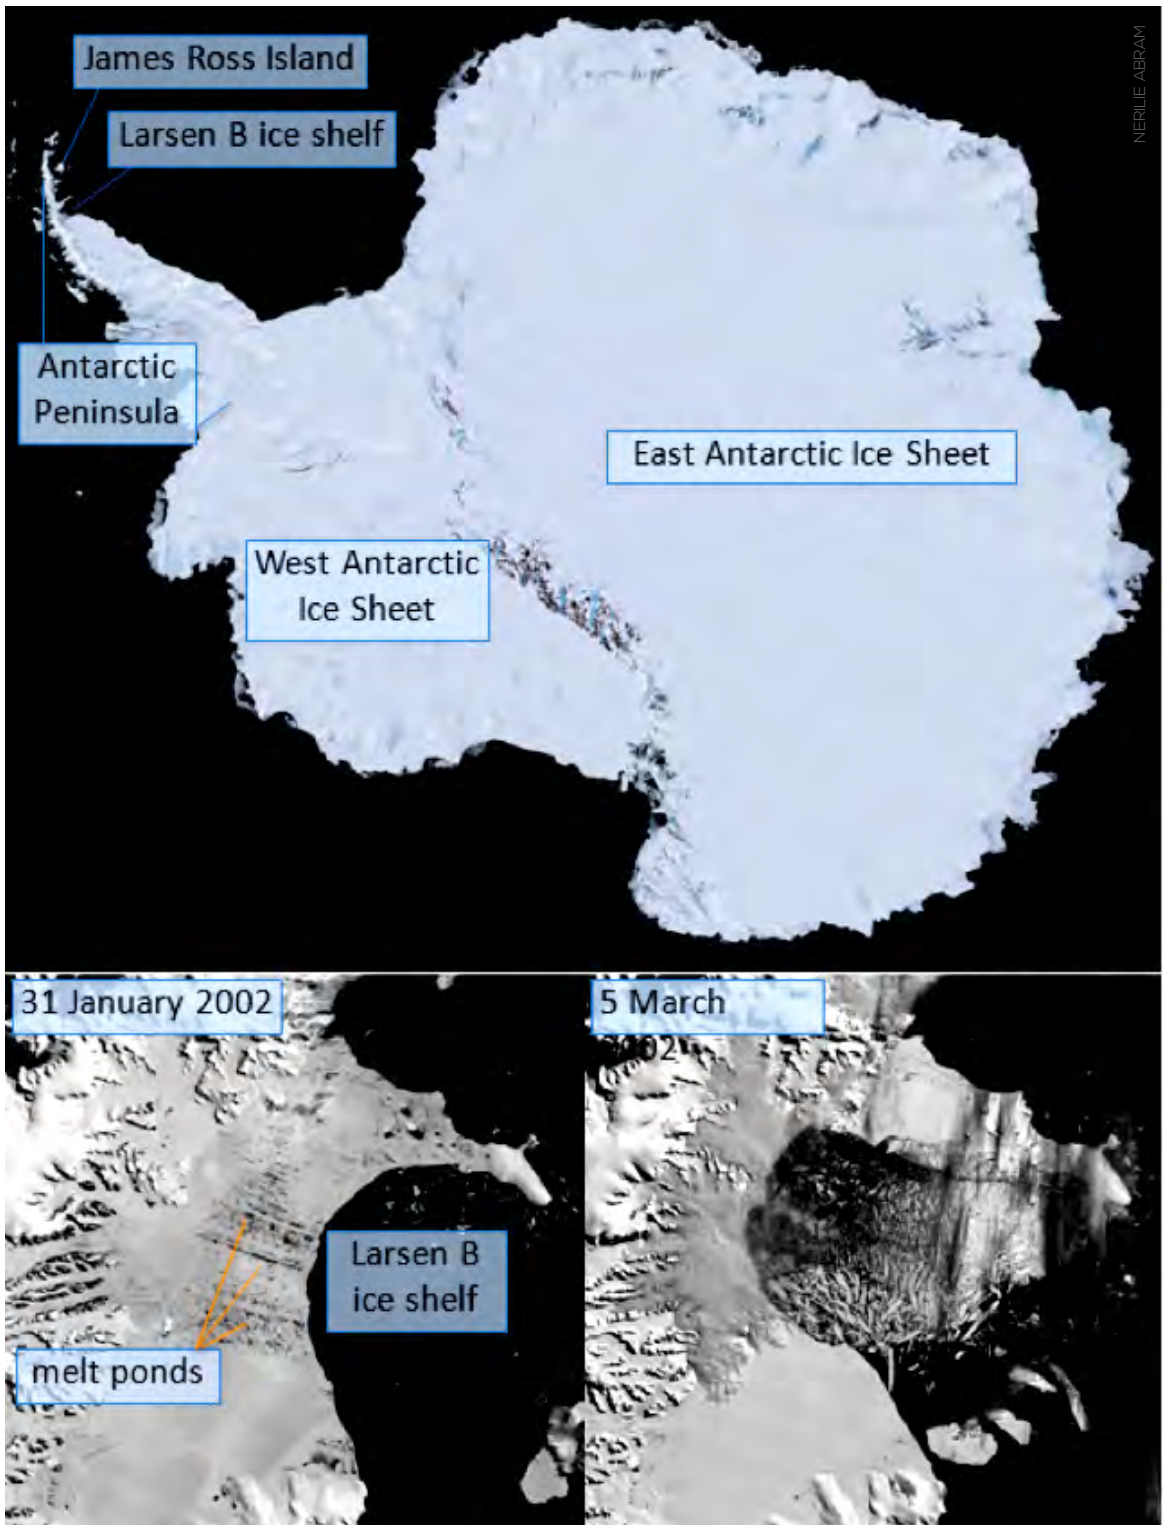 NERILIE ABRAM
James Ross Island
Larsen B ice shelf
Antarctic
Peninsula
East Antarctic Ice Sheet
West Antarctic
Ice Sheet
31 January 2002
5 March
Larsen B
ice shelf
melt ponds